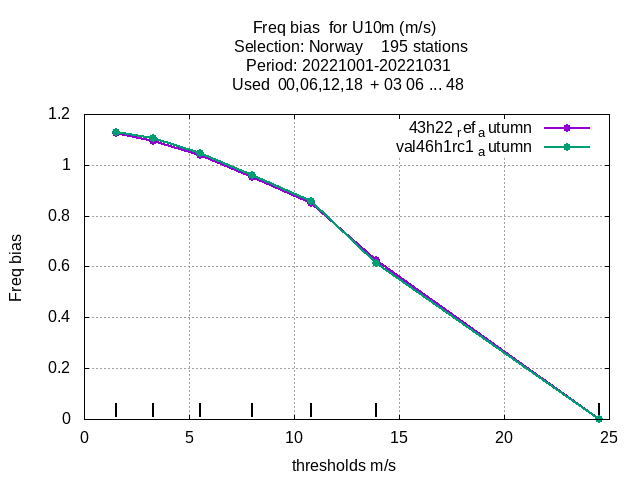 Freq bias  for U10m (m/s)
Selection: Norway    195 stations
Period: 20221001-20221031
Used  00,06,12,18  + 03 06 ... 48
43h22 ref autumn
val46h1rc1 autumn
1.2
1
0.8
0.6
0.4
0.2
0
Freq bias
0 5 10 15 20 25
thresholds m/s